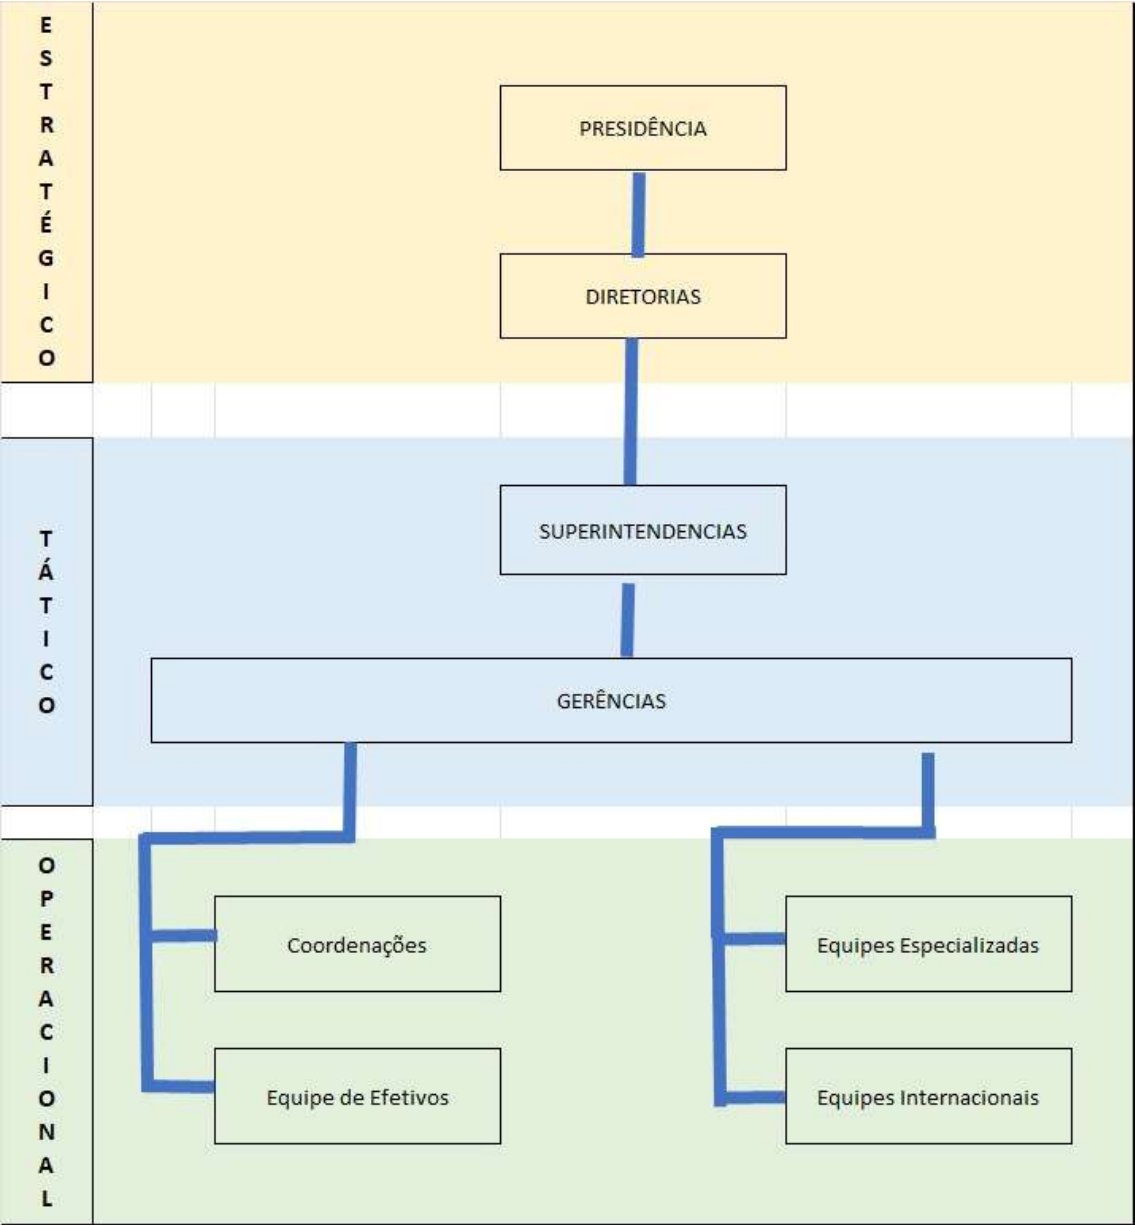 ESTRATÉGICO
PRESIDÊNCIA
DIRETORIAS
TÁTICO
SUPERINTENDENCIAS
GERÊNCIAS
OPERACIONAL
Coordenações
Equipes Especializadas
Equipe de Efetivos
Equipes Internacionais